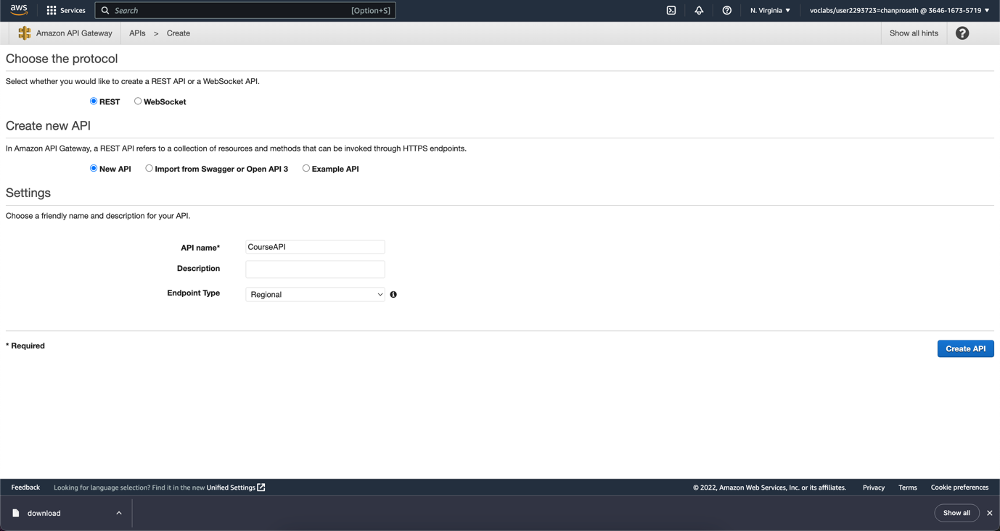 aws Services Search [Option+S] N. Virginia ▼ voclabs/user2293723=chanproseth @ 3646-1673-5719 ▼
Amazon API Gateway APIs > Create Show all hints ?
Choose the protocol
Select whether you would like to create a REST API or a WebSocket API.
REST WebSocket
Create new API
In Amazon API Gateway, a REST API refers to a collection of resources and methods that can be invoked through HTTPS endpoints.
New API Import from Swagger or Open API 3 Example API
Settings
Choose a friendly name and description for your API.
API name* CourseAPI
Description
Endpoint Type Regional
* Required Create API
Feedback Looking for language selection? Find it in the new Unified Settings © 2022, Amazon Web Services, Inc. or its affiliates. Privacy Terms Cookie preferences
download Show all